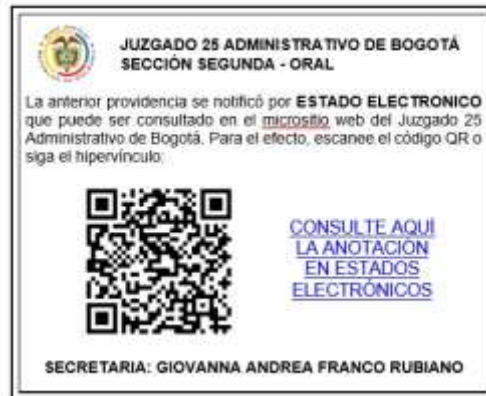 JUZGADO 25 ADMINISTRATIVO DE BOGOTÁ
SECCIÓN SEGUNDA - ORAL
La anterior providencia se notificó por ESTADO ELECTRONICO
que puede ser consultado en el micrositio web del Juzgado 25
Administrativo de Bogotá. Para el efecto, escanee el código QR o
siga el hipervínculo:
CONSULTE AQUÍ
LA ANOTACIÓN
EN ESTADOS
ELECTRÓNICOS
SECRETARIA: GIOVANNA ANDREA FRANCO RUBIANO